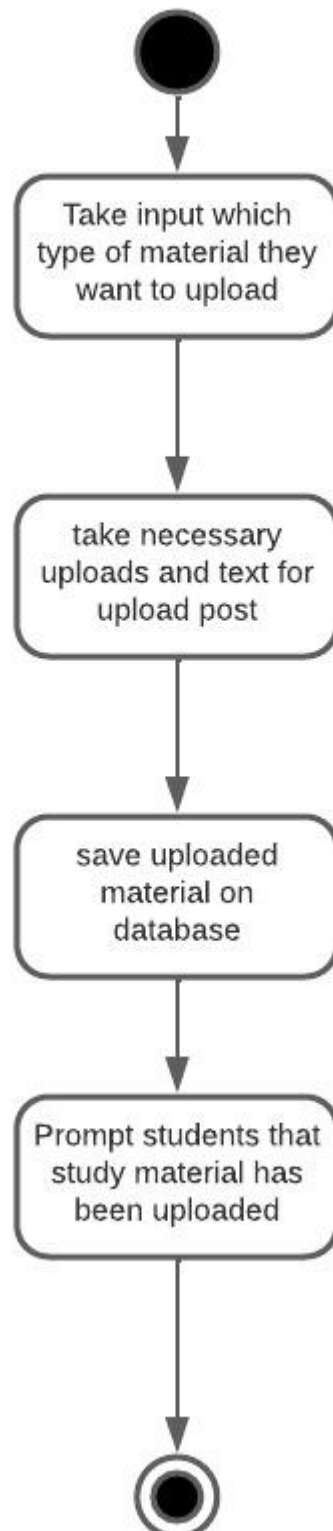 Take input which
type of material they
want to upload
take necessary
uploads and text for
upload post
save uploaded
material on
database
Prompt students that
study material has
been uploaded